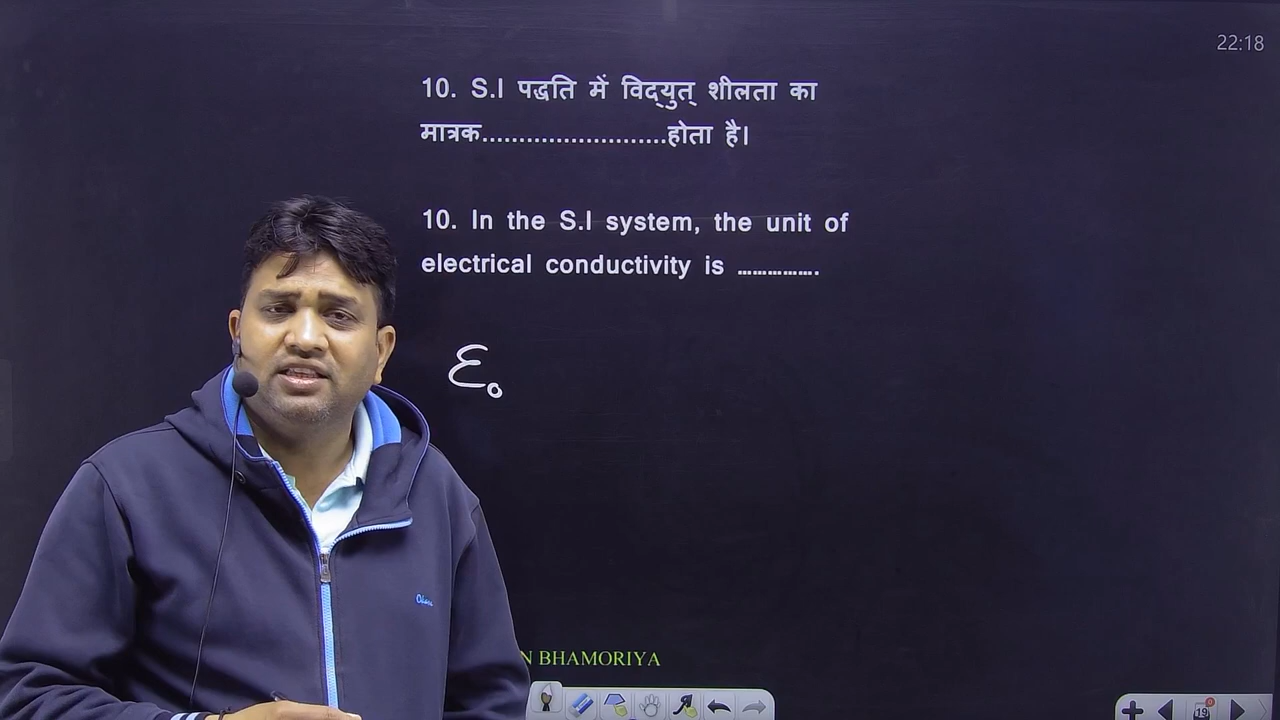 22:18
10. S.I पद्धति में विद्युत् शीलता का
मात्रक.........................होता है।
10. In the S.I system, the unit of
electrical conductivity is ................
ε₀
N BHAMORIYA